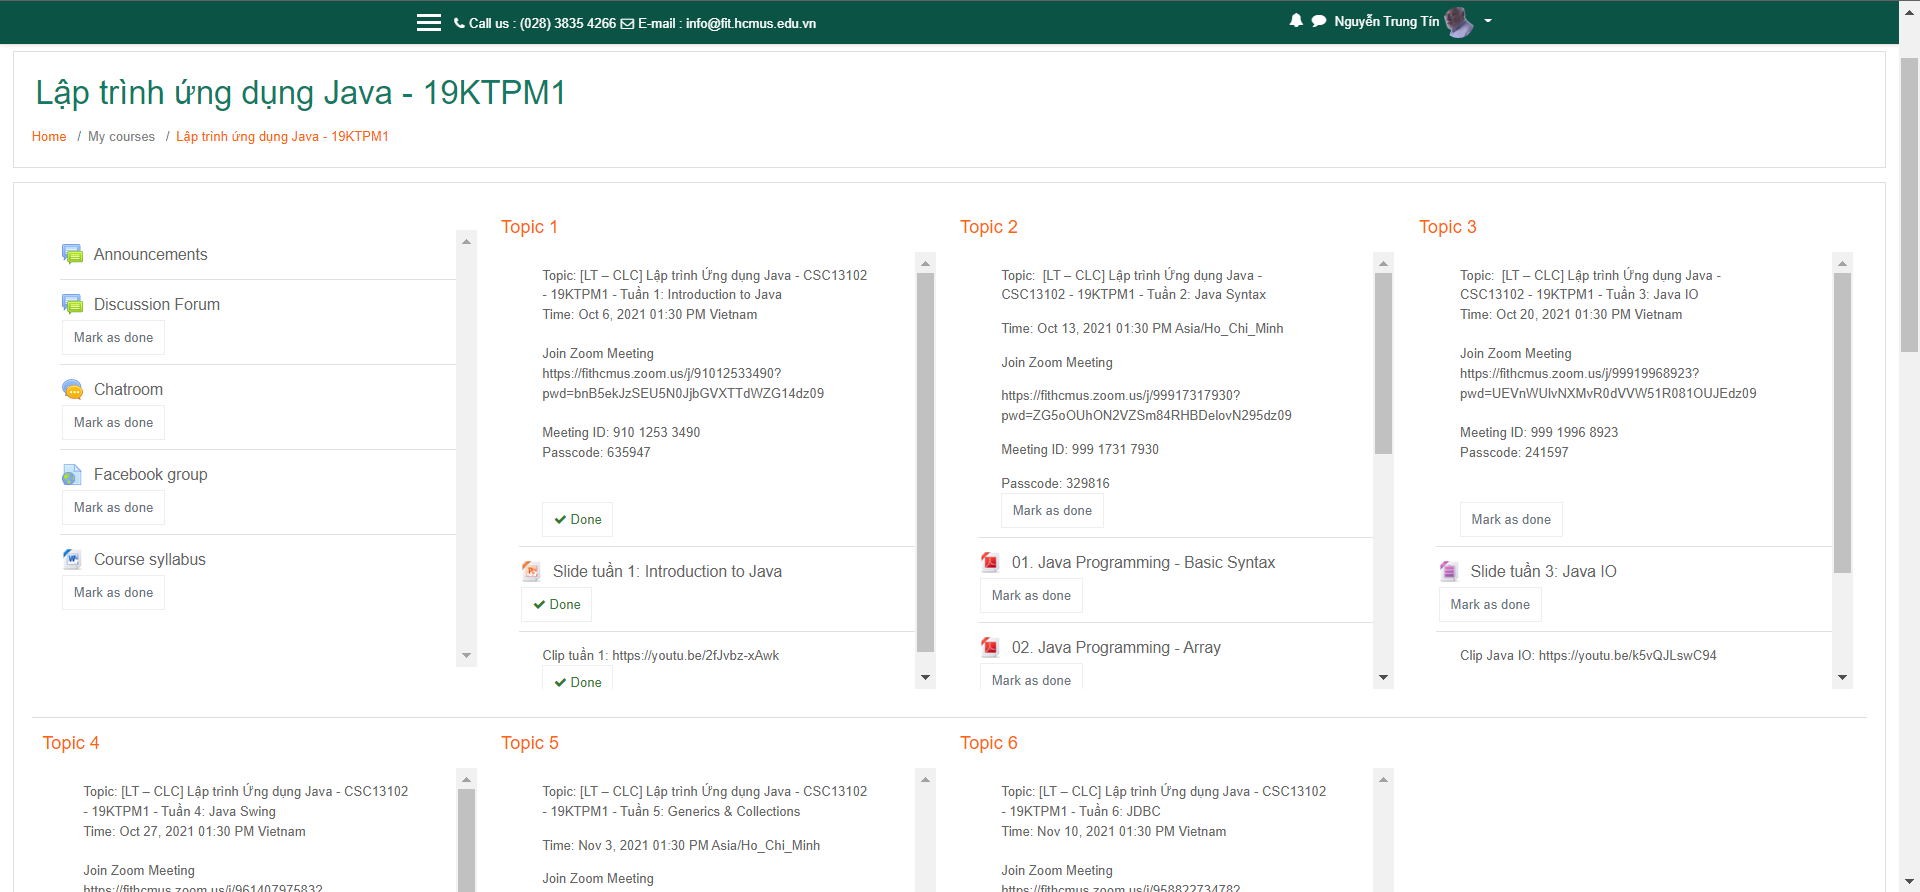 Call us : (028) 3835 4266 E-mail : info@fit.hcmus.edu.vn
Nguyễn Trung Tín
Lập trình ứng dụng Java - 19KTPM1
Home / My courses / Lập trình ứng dụng Java - 19KTPM1
Announcements
Discussion Forum
Mark as done
Chatroom
Mark as done
Facebook group
Mark as done
Course syllabus
Mark as done
Topic 1
Topic: [LT – CLC] Lập trình Ứng dụng Java - CSC13102
- 19KTPM1 - Tuần 1: Introduction to Java
Time: Oct 6, 2021 01:30 PM Vietnam
Join Zoom Meeting
https://fithcmus.zoom.us/j/91012533490?
pwd=bnB5ekJzSEU5N0JjbGVXTTdWZG14dz09
Meeting ID: 910 1253 3490
Passcode: 635947
Done
Slide tuần 1: Introduction to Java
Done
Clip tuần 1: https://youtu.be/2fJvbz-xAwk
Done
Topic 2
Topic: [LT – CLC] Lập trình Ứng dụng Java -
CSC13102 - 19KTPM1 - Tuần 2: Java Syntax
Time: Oct 13, 2021 01:30 PM Asia/Ho_Chi_Minh
Join Zoom Meeting
https://fithcmus.zoom.us/j/99917317930?
pwd=ZG5oOUhON2VZSm84RHBDelovN295dz09
Meeting ID: 999 1731 7930
Passcode: 329816
Mark as done
01. Java Programming - Basic Syntax
Mark as done
02. Java Programming - Array
Mark as done
Topic 3
Topic: [LT – CLC] Lập trình Ứng dụng Java -
CSC13102 - 19KTPM1 - Tuần 3: Java IO
Time: Oct 20, 2021 01:30 PM Vietnam
Join Zoom Meeting
https://fithcmus.zoom.us/j/99919968923?
pwd=UEVnWUlvNXMvR0dVVW51R081OUJEdz09
Meeting ID: 999 1996 8923
Passcode: 241597
Mark as done
Slide tuần 3: Java IO
Mark as done
Clip Java IO: https://youtu.be/k5vQJLswC94
Topic 4
Topic: [LT – CLC] Lập trình Ứng dụng Java - CSC13102
- 19KTPM1 - Tuần 4: Java Swing
Time: Oct 27, 2021 01:30 PM Vietnam
Join Zoom Meeting
https://fithcmus.zoom.us/j/96140797583?
Topic 5
Topic: [LT – CLC] Lập trình Ứng dụng Java - CSC13102
- 19KTPM1 - Tuần 5: Generics & Collections
Time: Nov 3, 2021 01:30 PM Asia/Ho_Chi_Minh
Join Zoom Meeting
Topic 6
Topic: [LT – CLC] Lập trình Ứng dụng Java - CSC13102
- 19KTPM1 - Tuần 6: JDBC
Time: Nov 10, 2021 01:30 PM Vietnam
Join Zoom Meeting
https://fithcmus.zoom.us/j/95882273478?